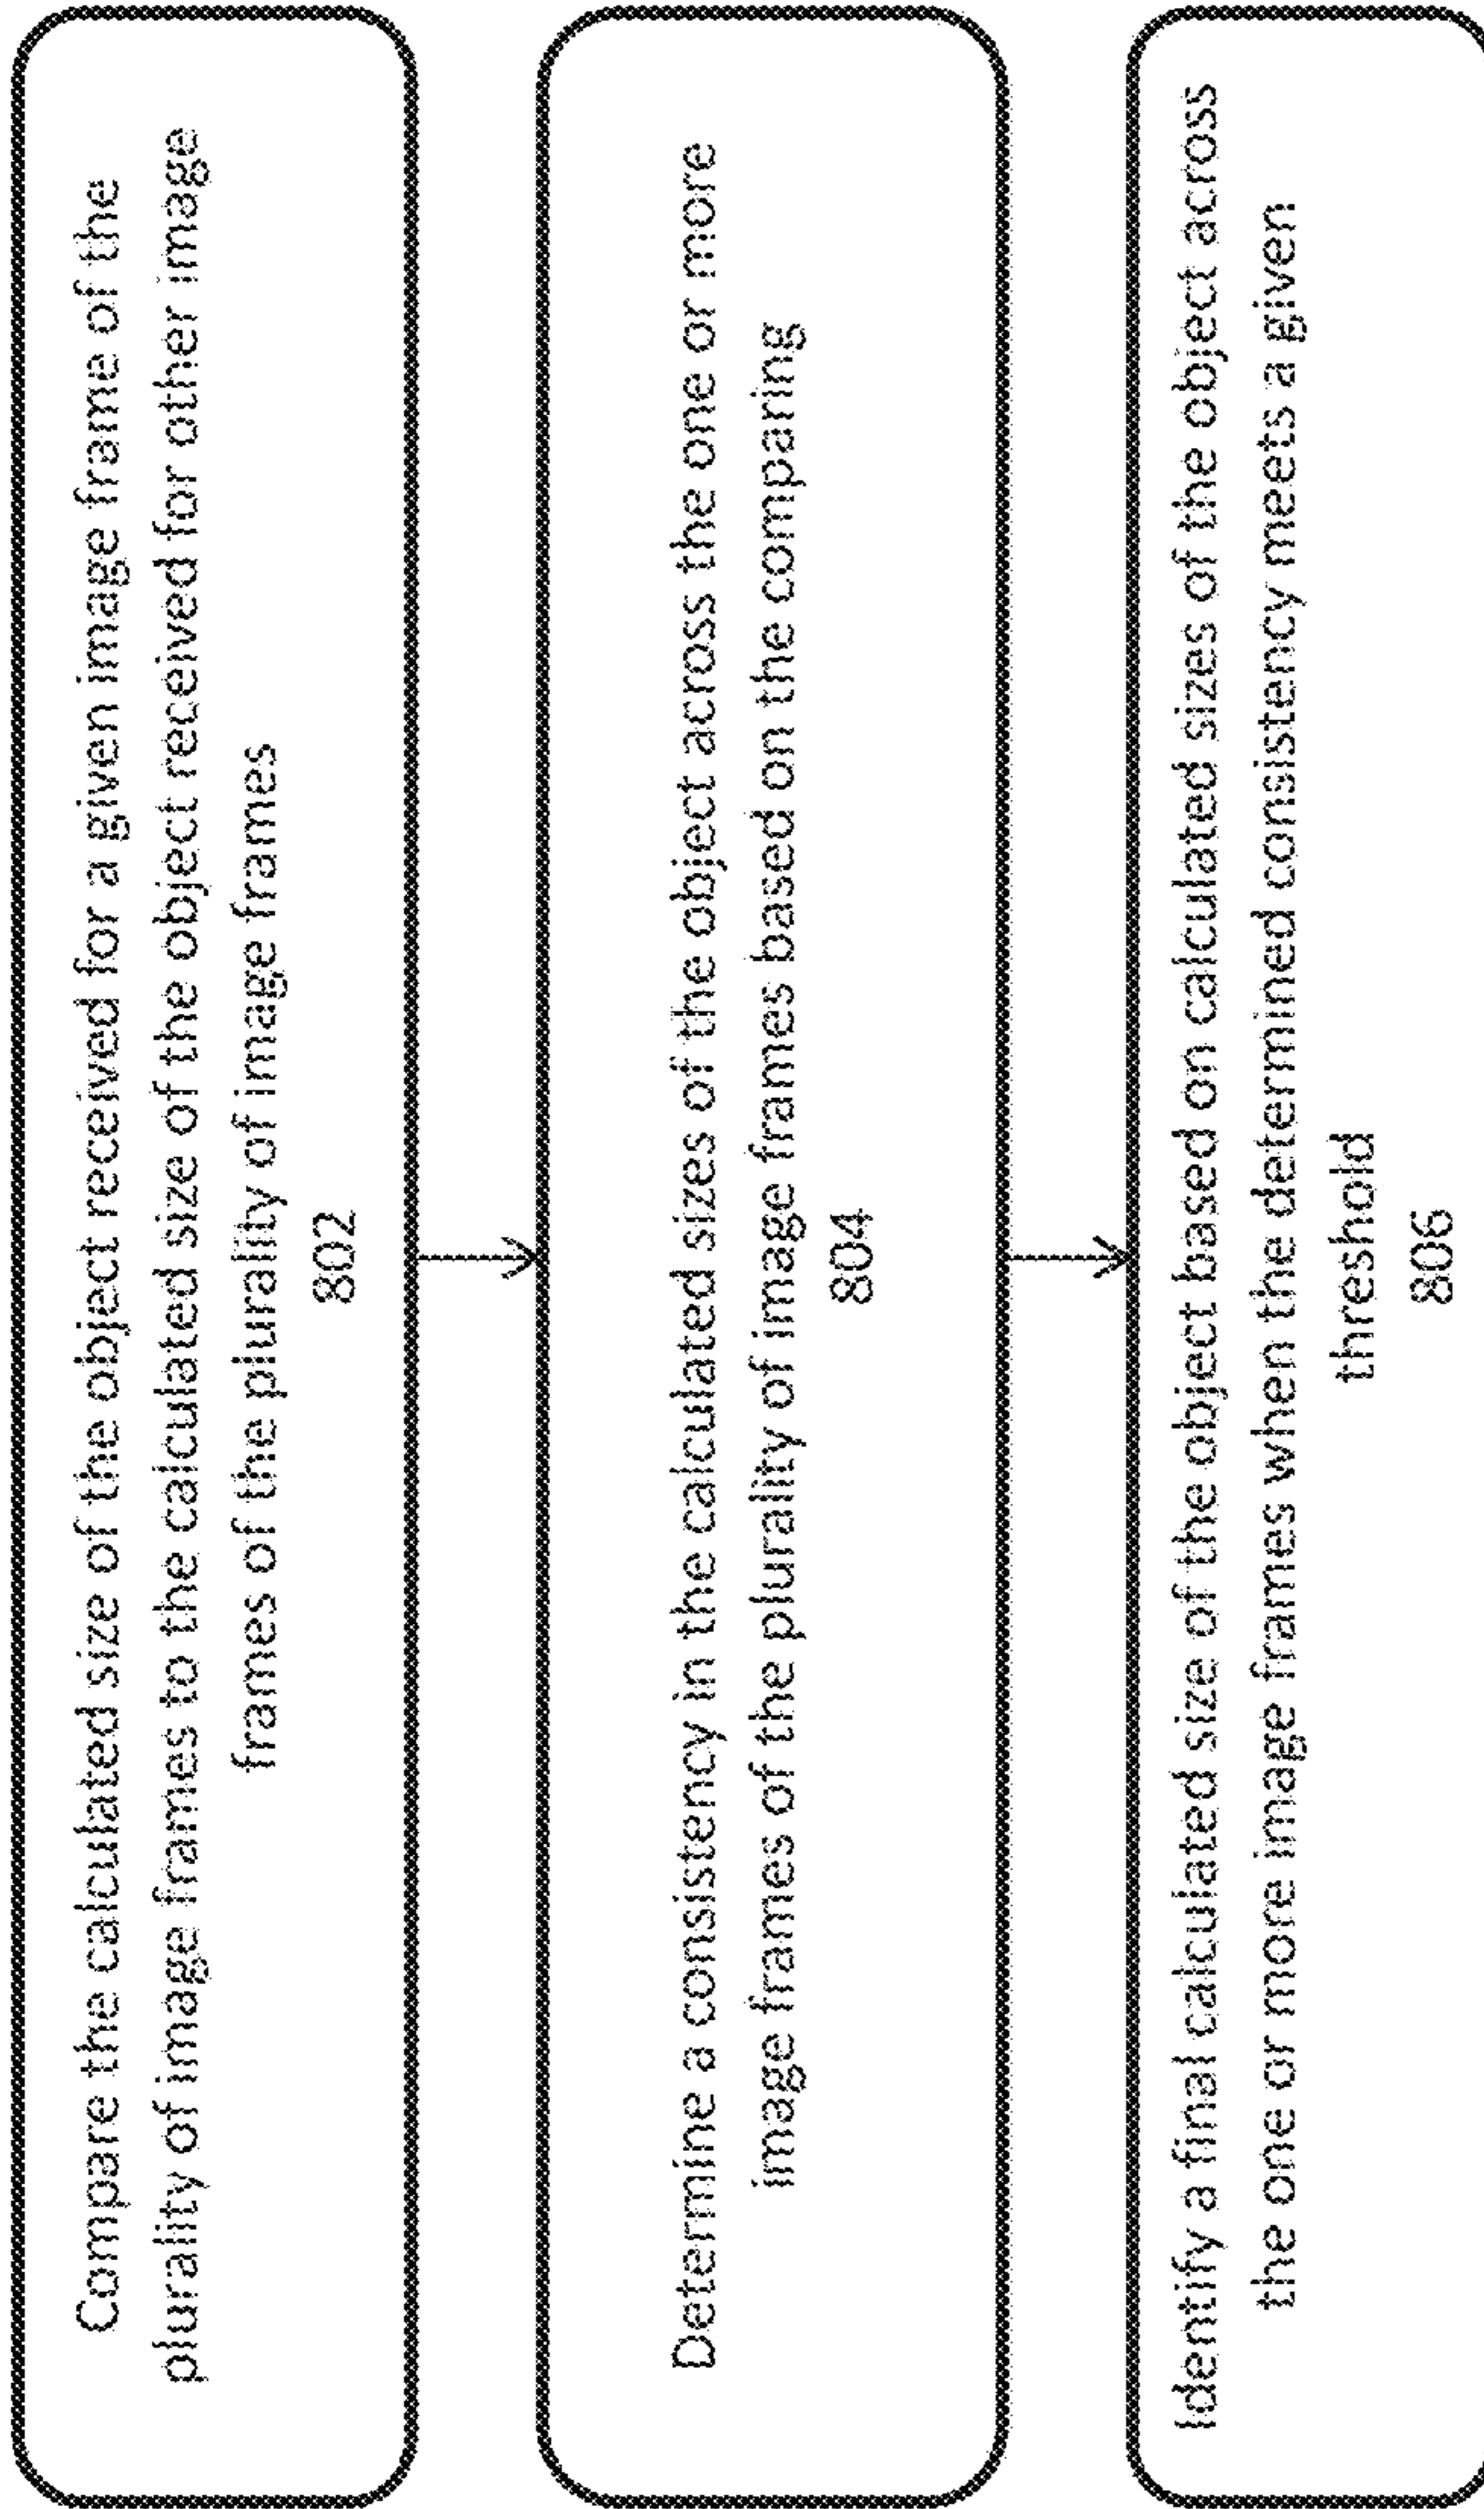 Compare the calculated size of the object received for a given image frame of the
plurality of image frames to the calculated size of the object received for other image
frames of the plurality of image frames
802
Determine a consistency in the calculated sizes of the object across the one or more
image frames of the plurality of image frames based on the comparing
804
Identify a final calculated size of the object based on calculated sizes of the object across
the one or more image frames when the determined consistency meets a given
threshold
806